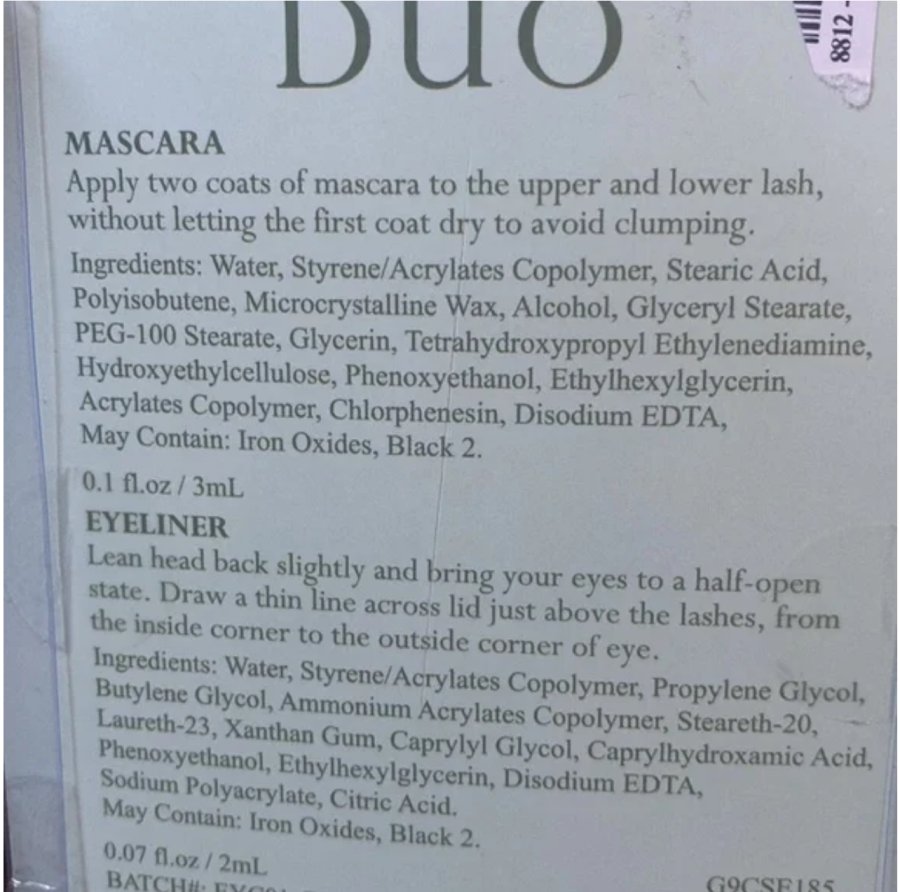 Duo
8812 -
MASCARA
Apply two coats of mascara to the upper and lower lash,
without letting the first coat dry to avoid clumping.
Ingredients: Water, Styrene/Acrylates Copolymer, Stearic Acid,
Polyisobutene, Microcrystalline Wax, Alcohol, Glyceryl Stearate,
PEG-100 Stearate, Glycerin, Tetrahydroxypropyl Ethylenediamine,
Hydroxyethylcellulose, Phenoxyethanol, Ethylhexylglycerin,
Acrylates Copolymer, Chlorphenesin, Disodium EDTA,
May Contain: Iron Oxides, Black 2.
0.1 fl.oz / 3mL
EYELINER
Lean head back slightly and bring your eyes to a half-open
state. Draw a thin line across lid just above the lashes, from
the inside corner to the outside corner of eye.
Ingredients: Water, Styrene/Acrylates Copolymer, Propylene Glycol,
Butylene Glycol, Ammonium Acrylates Copolymer, Steareth-20,
Laureth-23, Xanthan Gum, Caprylyl Glycol, Caprylhydroxamic Acid,
Phenoxyethanol, Ethylhexylglycerin, Disodium EDTA,
Sodium Polyacrylate, Citric Acid.
May Contain: Iron Oxides, Black 2.
0.07 fl.oz / 2mL
BATCH#: G9CSE185